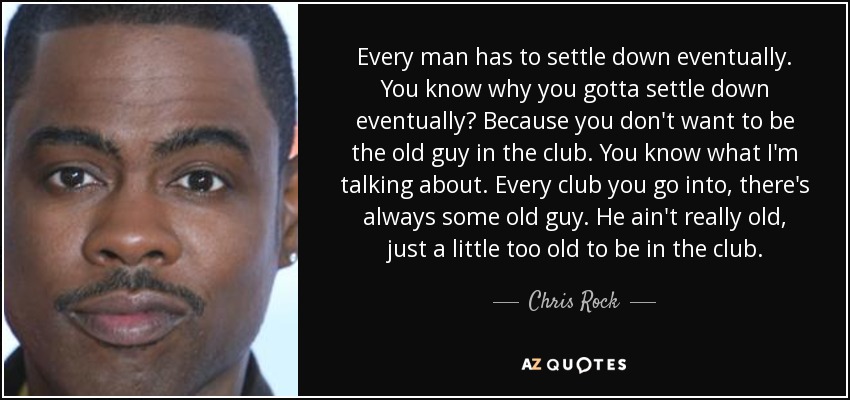 Every man has to settle down eventually.
You know why you gotta settle down
eventually? Because you don't want to be
the old guy in the club. You know what I'm
talking about. Every club you go into, there's
always some old guy. He ain't really old,
just a little too old to be in the club.
Chris Rock
AZ QUOTES